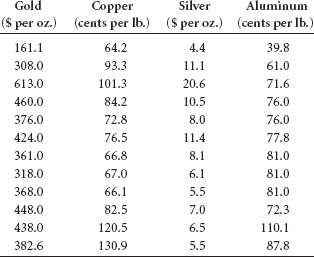 Gold Copper Silver Aluminum
($ per oz.) (cents per lb.) ($ per oz.) (cents per lb.)
161.1 64.2 4.4 39.8
308.0 93.3 11.1 61.0
613.0 101.3 20.6 71.6
460.0 84.2 10.5 76.0
376.0 72.8 8.0 76.0
424.0 76.5 11.4 77.8
361.0 66.8 8.1 81.0
318.0 67.0 6.1 81.0
368.0 66.1 5.5 81.0
448.0 82.5 7.0 72.3
438.0 120.5 6.5 110.1
382.6 130.9 5.5 87.8